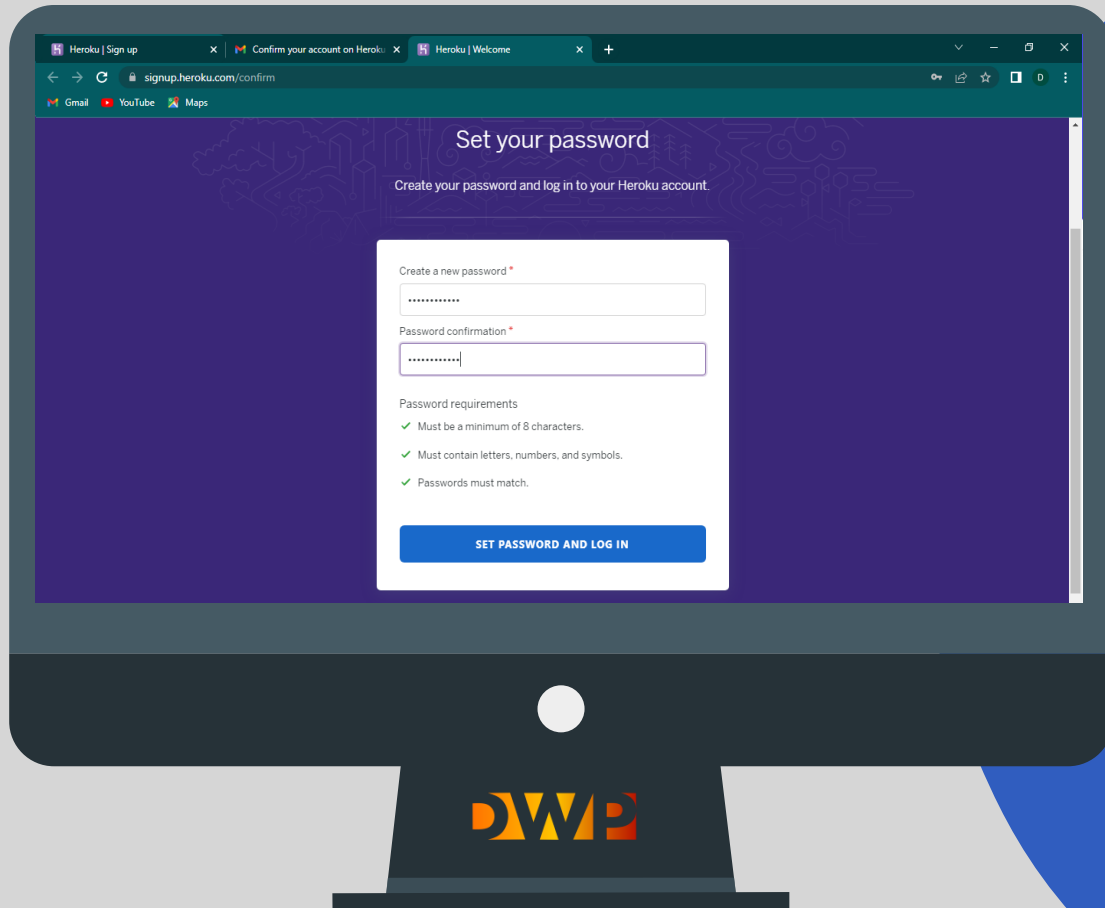 Heroku | Sign up
Confirm your account on Heroku
Heroku | Welcome
signup.heroku.com/confirm
D
Gmail
YouTube
Maps
Set your password
Create your password and log in to your Heroku account.
Create a new password *
••••••••••••
Password confirmation *
••••••••••••
Password requirements
Must be a minimum of 8 characters.
Must contain letters, numbers, and symbols.
Passwords must match.
SET PASSWORD AND LOG IN
DWP